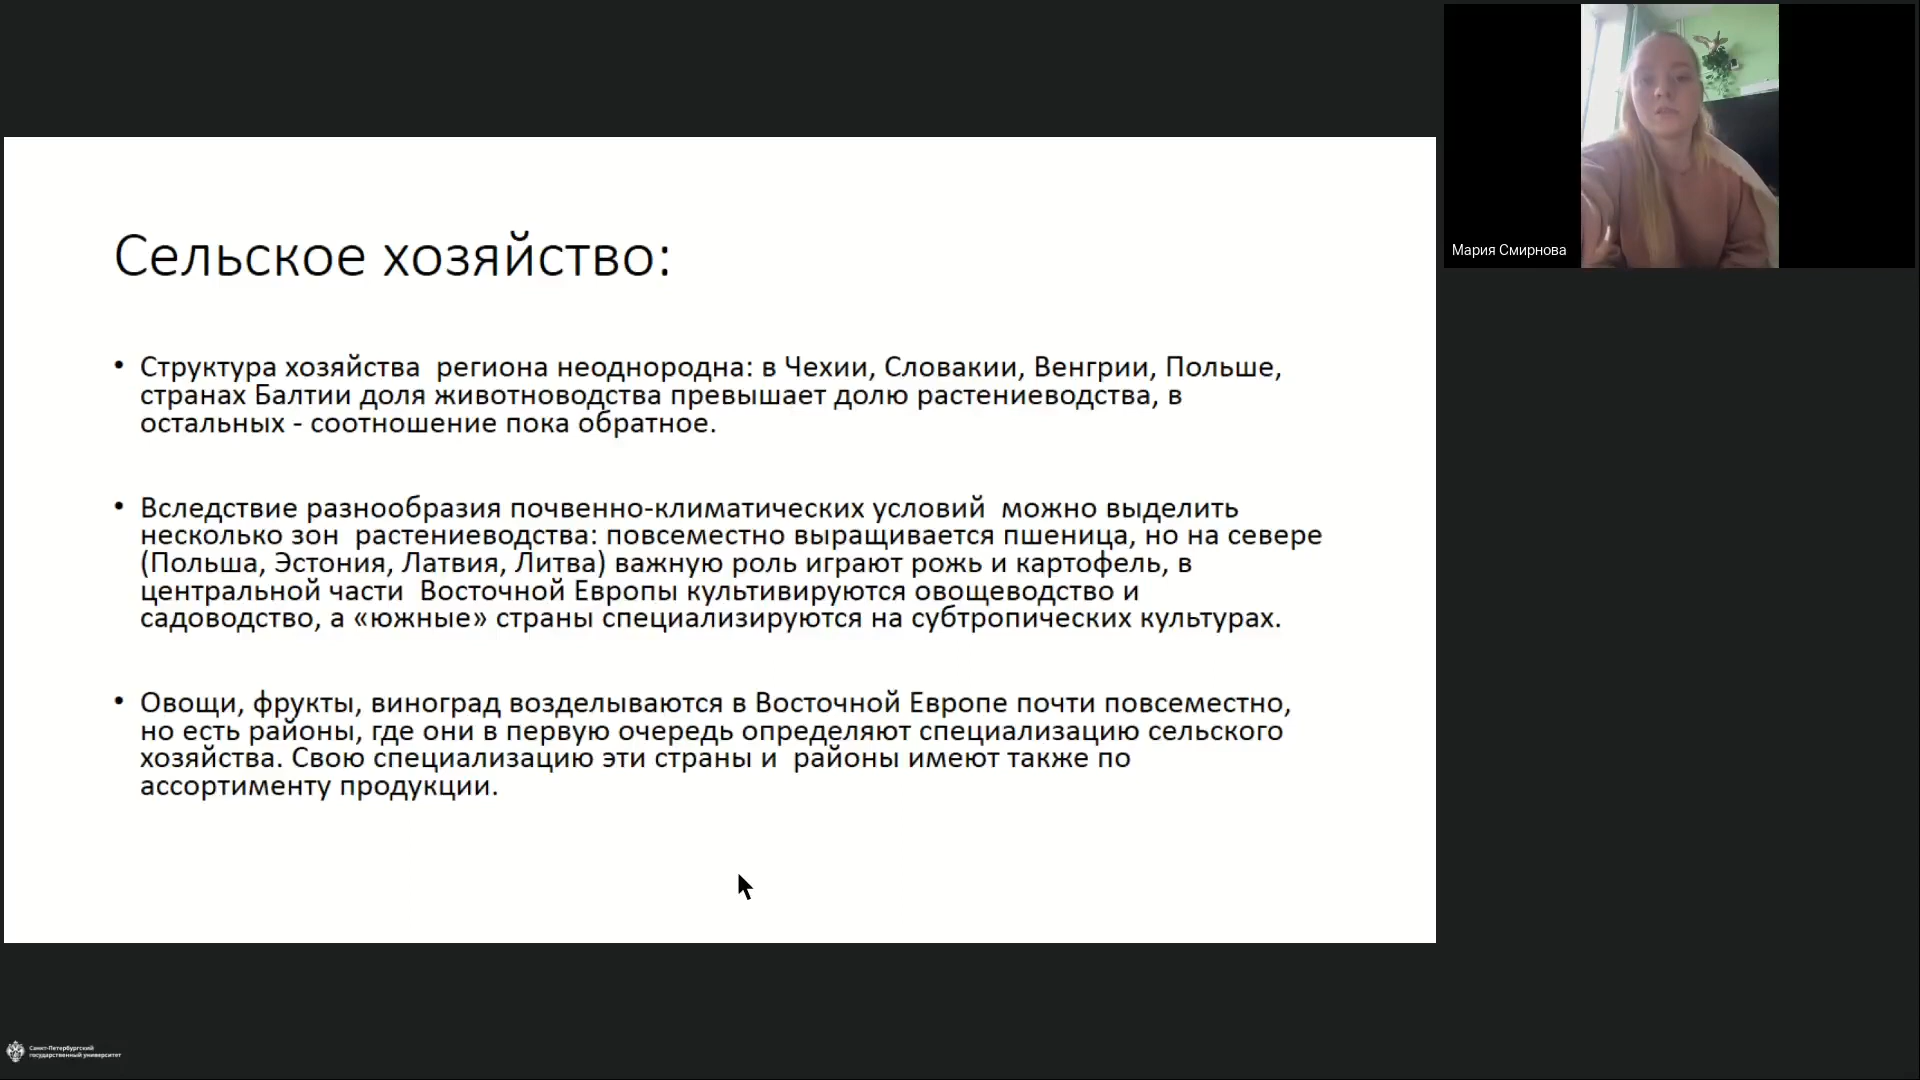 Сельское хозяйство:
• Структура хозяйства  региона неоднородна: в Чехии, Словакии, Венгрии, Польше,
странах Балтии доля животноводства превышает долю растениеводства, в
остальных - соотношение пока обратное.
• Вследствие разнообразия почвенно-климатических условий  можно выделить
несколько зон  растениеводства: повсеместно выращивается пшеница, но на севере
(Польша, Эстония, Латвия, Литва) важную роль играют рожь и картофель, в
центральной части  Восточной Европы культивируются овощеводство и
садоводство, а «южные» страны специализируются на субтропических культурах.
• Овощи, фрукты, виноград возделываются в Восточной Европе почти повсеместно,
но есть районы, где они в первую очередь определяют специализацию сельского
хозяйства. Свою специализацию эти страны и  районы имеют также по
ассортименту продукции.
Мария Смирнова
Санкт-Петербургский
государственный университет